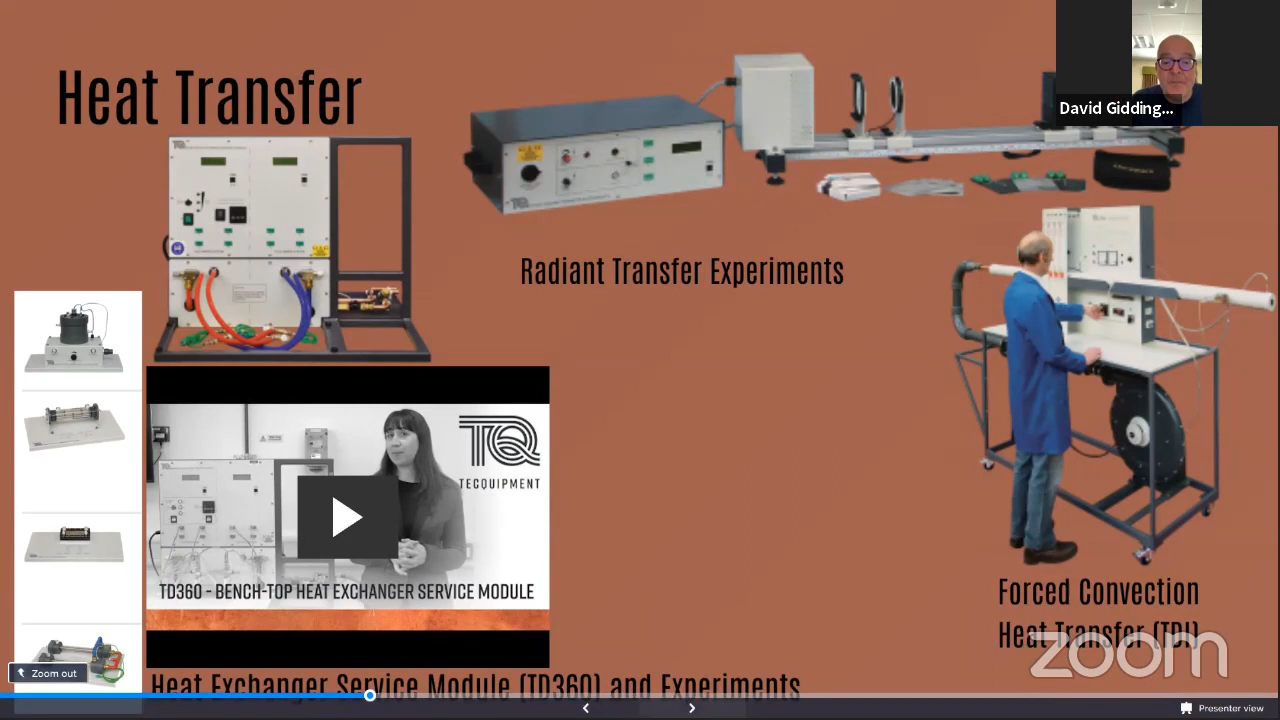 Heat Transfer
David Gidding...
Radiant Transfer Experiments
TQ
TECQUIPMENT
TD360 - BENCH-TOP HEAT EXCHANGER SERVICE MODULE
Forced Convection
Heat Transfer (TD1)
zoom
Zoom out
Heat Exchanger Service Module (TD360) and Experiments
Presenter view